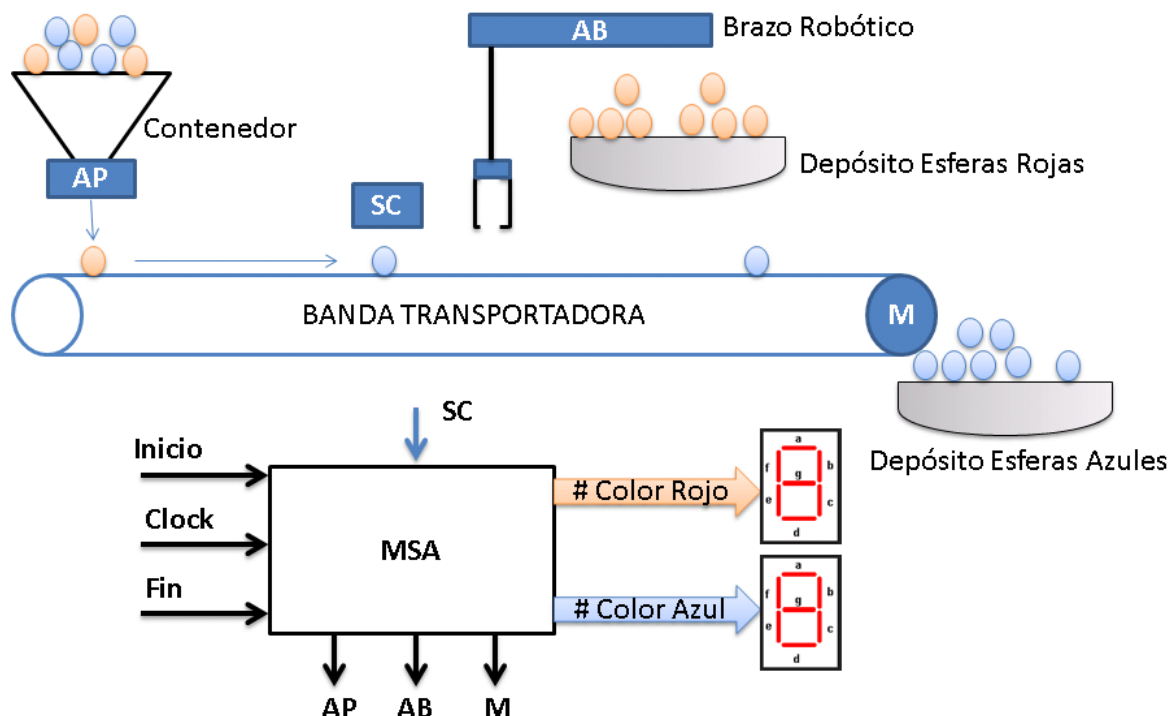 AB
Brazo Robótico
Contenedor
AP
Depósito Esferas Rojas
SC
BANDA TRANSPORTADORA
M
Depósito Esferas Azules
SC
Inicio
Clock
Fin
MSA
# Color Rojo
# Color Azul
a
f
b
g
e
c
d
a
f
b
g
e
c
d
AP
AB
M